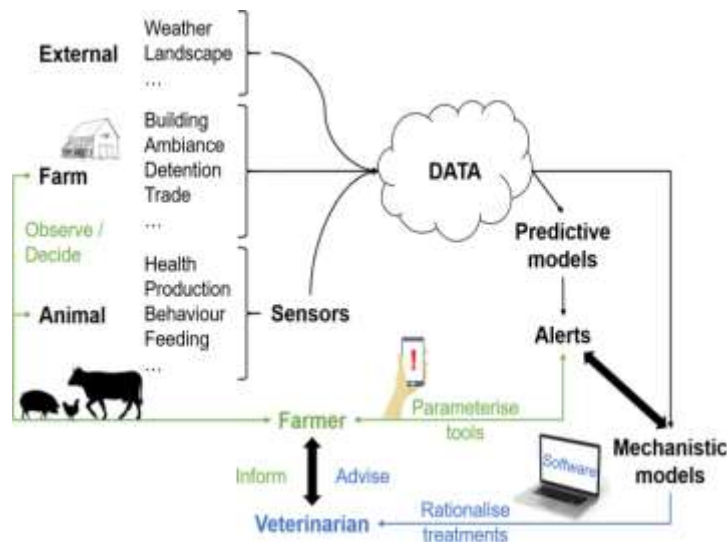 External
Weather
Landscape
…
Farm
Building
Ambiance
Detention
Trade
…
DATA
Observe /
Decide
Predictive
models
Animal
Health
Production
Behaviour
Feeding
…
Sensors
Alerts
!
Farmer
Parameterise
tools
Mechanistic
models
Software
Inform
Advise
Veterinarian
Rationalise
treatments